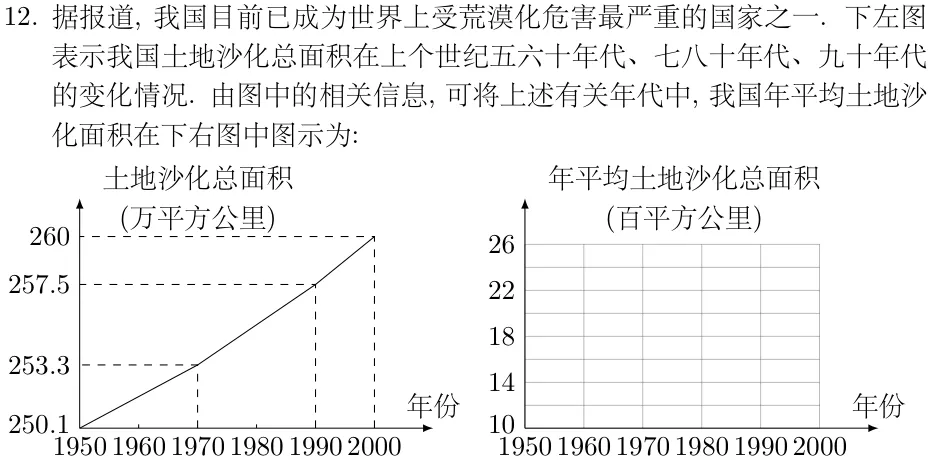 12. 据报道, 我国目前已成为世界上受荒漠化危害最严重的国家之一. 下左图
表示我国土地沙化总面积在上个世纪五六十年代、七八十年代、九十年代
的变化情况. 由图中的相关信息, 可将上述有关年代中, 我国年平均土地沙
化面积在下右图中图示为:
土地沙化总面积
(万平方公里)
260
257.5
253.3
250.1
1950 1960 1970 1980 1990 2000
年份
年平均土地沙化总面积
(百平方公里)
26
22
18
14
10
1950 1960 1970 1980 1990 2000
年份